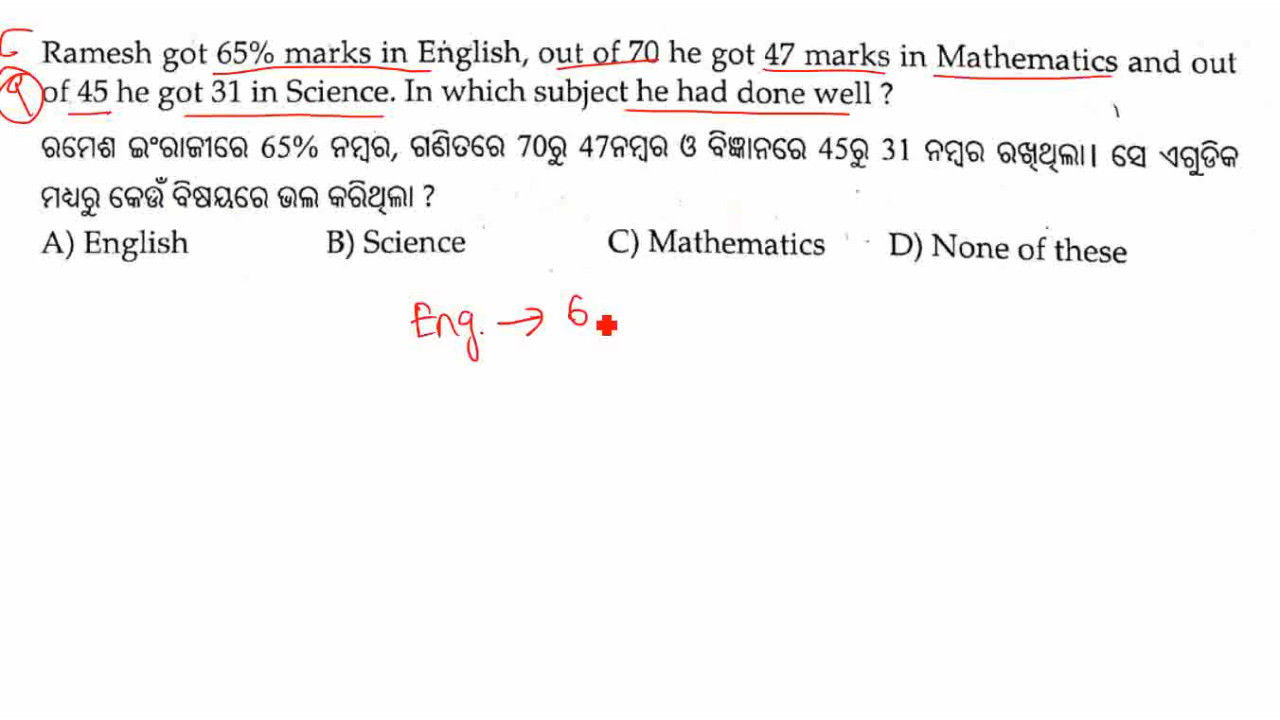 Ramesh got 65% marks in English, out of 70 he got 47 marks in Mathematics and out
of 45 he got 31 in Science. In which subject he had done well ?
ରମେଶ ଇଂରାଜୀରେ 65% ନମ୍ବର, ଗଣିତରେ 70ରୁ 47ନମ୍ବର ଓ ବିଜ୍ଞାନରେ 45ରୁ 31 ନମ୍ବର ରଖିଥିଲା। ସେ ଏଗୁଡିକ
ମଧ୍ୟରୁ କେଉଁ ବିଷୟରେ ଭଲ କରିଥିଲା ?
A) English B) Science C) Mathematics D) None of these
Eng. → 6